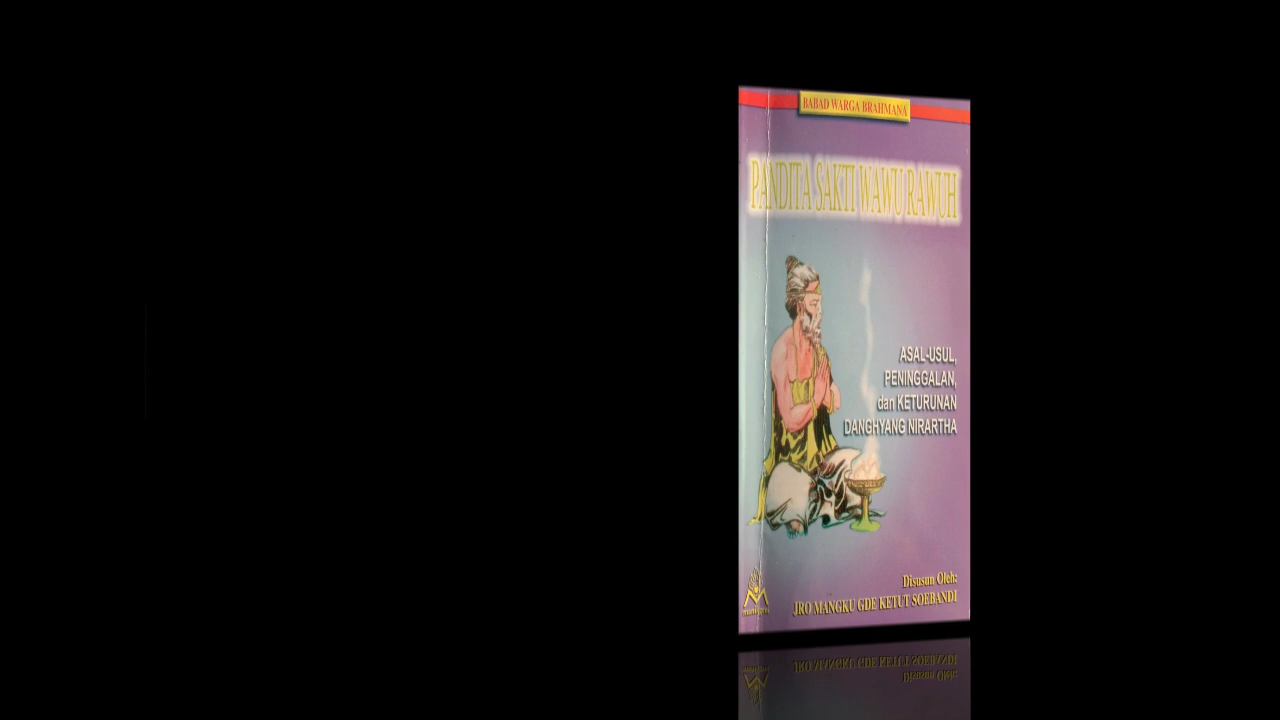 BABAD WARGA BRAHMANA
PANDITA SAKTI WAWU RAWUH
ASAL-USUL,
PENINGGALAN,
dan KETURUNAN
DANGHYANG NIRARTHA
Disusun Oleh:
JRO MANGKU GDE KETUT SOEBANDI